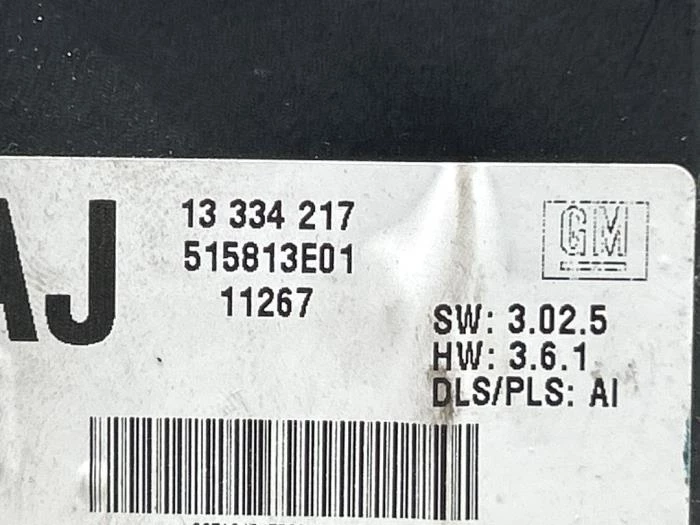 AJ
13 334 217
515813E01
11267
GM
SW: 3.02.5
HW: 3.6.1
DLS/PLS: AI